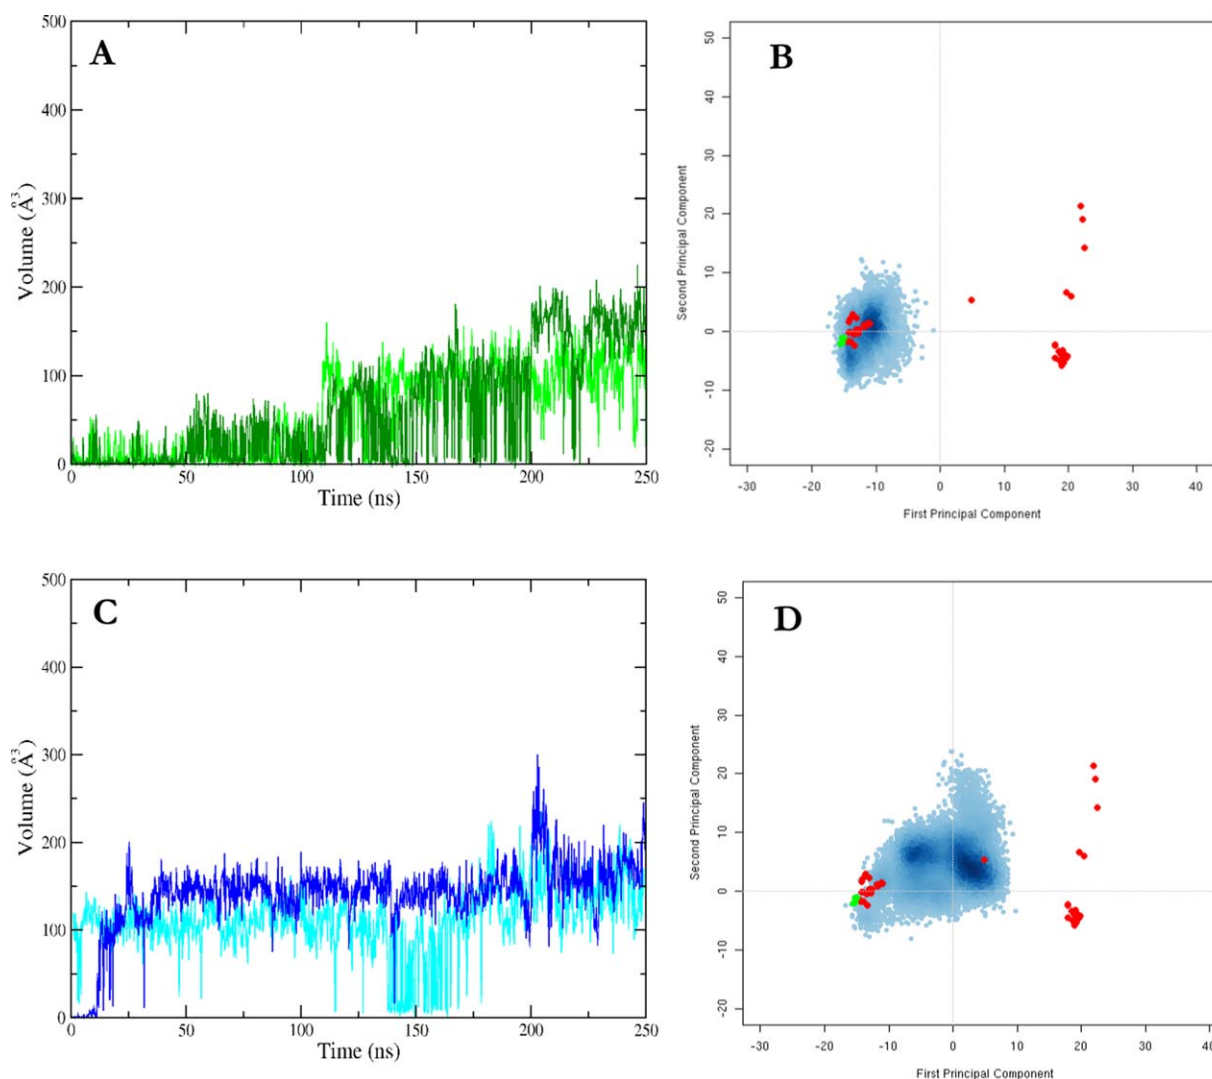 A
500
400
300
200
100
0
Volume (Å3)
0 50 100 150 200 250
Time (ns)
B
50
40
30
20
10
0
-10
-20
Second Principal Component
-30 -20 -10 0 10 20 30 40
First Principal Component
C
500
400
300
200
100
0
Volume (Å3)
0 50 100 150 200 250
Time (ns)
D
50
40
30
20
10
0
-10
-20
Second Principal Component
-30 -20 -10 0 10 20 30 40
First Principal Component